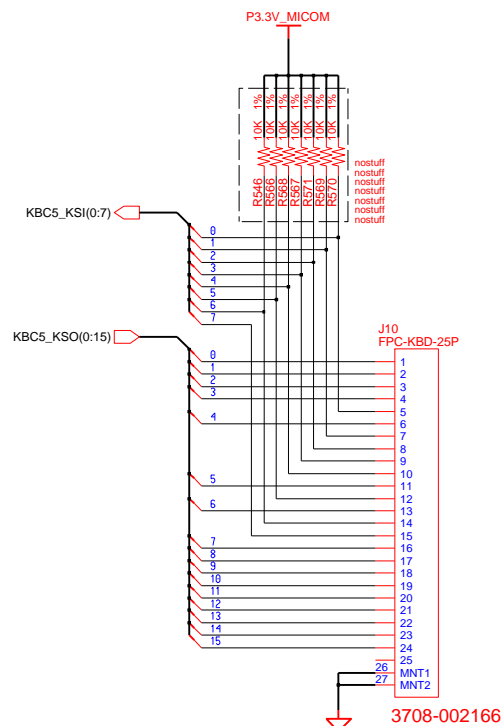 P3.3V_MICOM
10K 1%
10K 1%
10K 1%
10K 1%
10K 1%
10K 1%
10K 1%
R546
R566
R568
R567
R571
R569
R570
nostuff
nostuff
nostuff
nostuff
nostuff
nostuff
nostuff
KBC5_KSI(0:7)
0
1
2
3
4
5
6
7
KBC5_KSO(0:15)
0
1
2
3
4
5
6
7
8
9
10
11
12
13
14
15
J10
FPC-KBD-25P
1
2
3
4
5
6
7
8
9
10
11
12
13
14
15
16
17
18
19
20
21
22
23
24
25
26 MNT1
27 MNT2
3708-002166